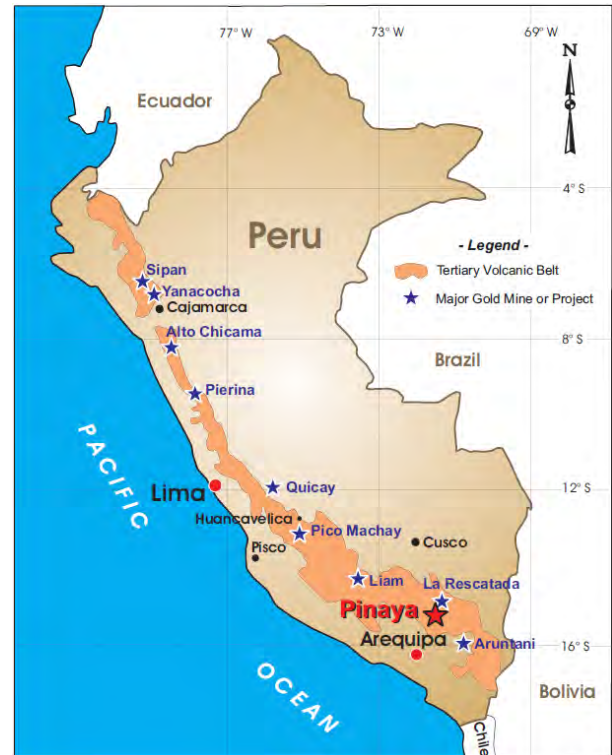 77° W
73° W
69° W
N
Ecuador
4° S
Peru
- Legend -
Tertiary Volcanic Belt
Major Gold Mine or Project
Sipan
Yanacocha
Cajamarca
Alto Chicama
8° S
Brazil
Pierina
PACIFIC
Lima
Quicay
12° S
Huancavelica
Pico Machay
Pisco
Cusco
Liam
La Rescatada
Pinaya
Arequipa
Aruntani
16° S
OCEAN
Bolivia
Chile